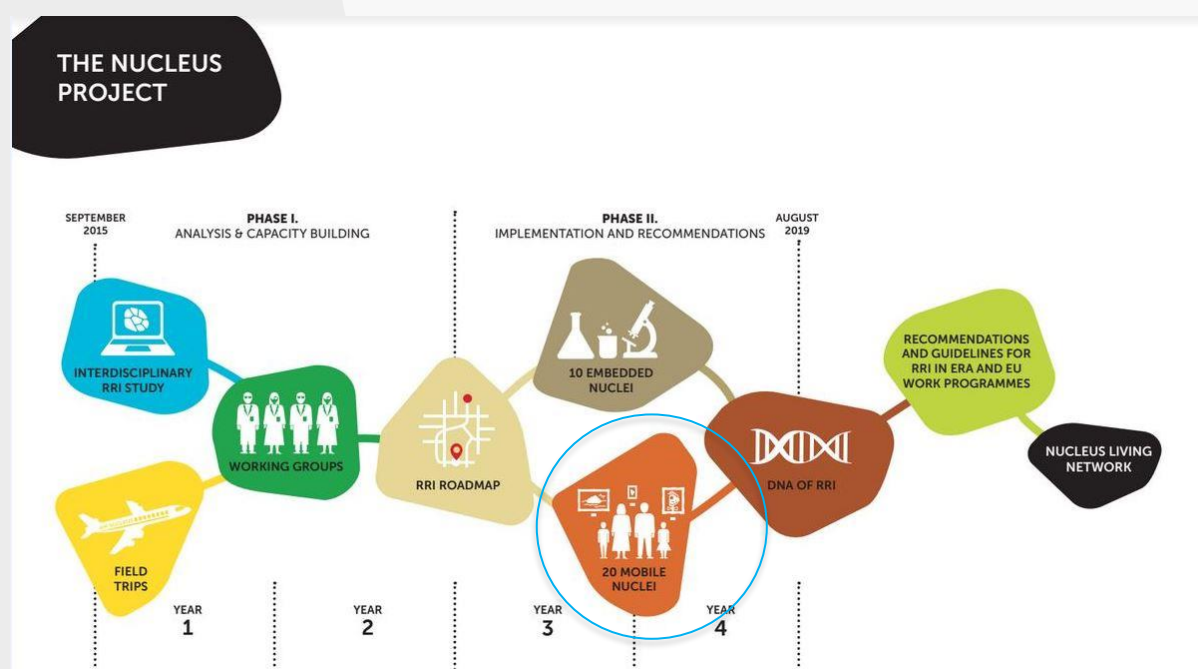 THE NUCLEUS
PROJECT
SEPTEMBER
2015
PHASE I.
ANALYSIS & CAPACITY BUILDING
PHASE II.
IMPLEMENTATION AND RECOMMENDATIONS
AUGUST
2019
INTERDISCIPLINARY
RRI STUDY
WORKING GROUPS
FIELD
TRIPS
RRI ROADMAP
10 EMBEDDED
NUCLEI
20 MOBILE
NUCLEI
DNA OF RRI
RECOMMENDATIONS
AND GUIDELINES FOR
RRI IN ERA AND EU
WORK PROGRAMMES
NUCLEUS LIVING
NETWORK
YEAR
1
YEAR
2
YEAR
3
YEAR
4